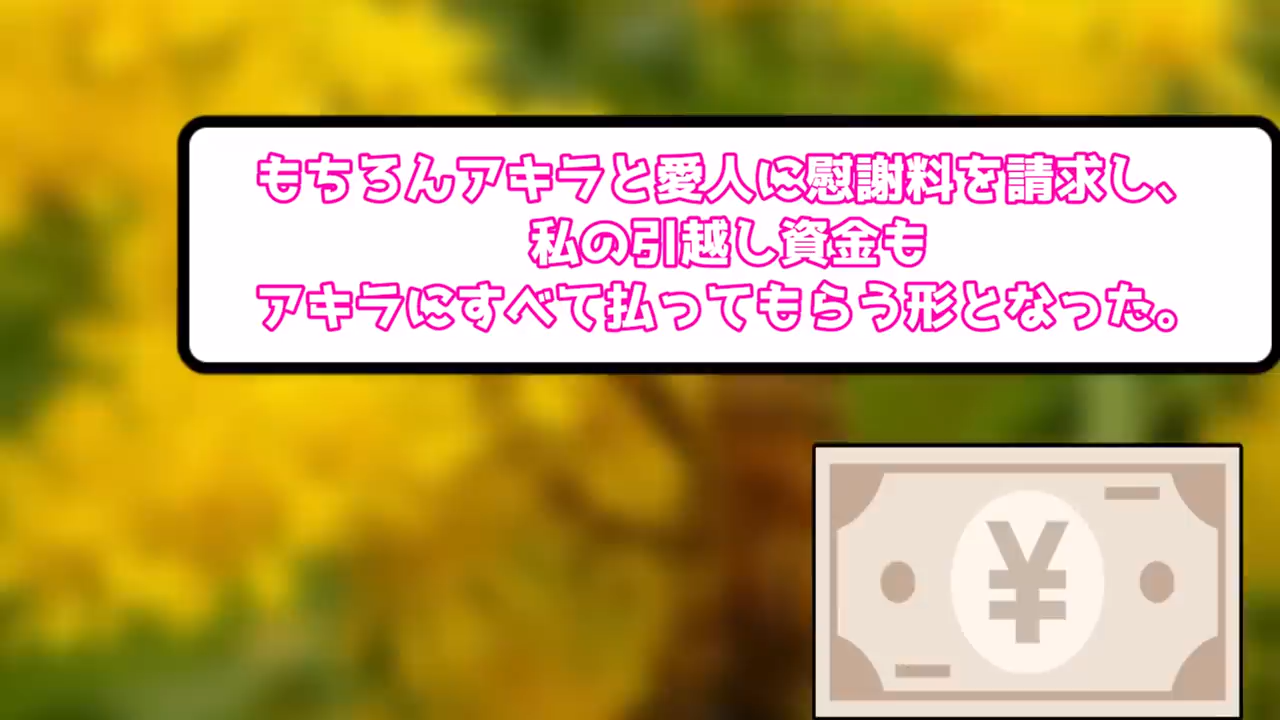 もちろんアキラと愛人に慰謝料を請求し、
私の引越し資金も
アキラにすべて払ってもらう形となった。
¥